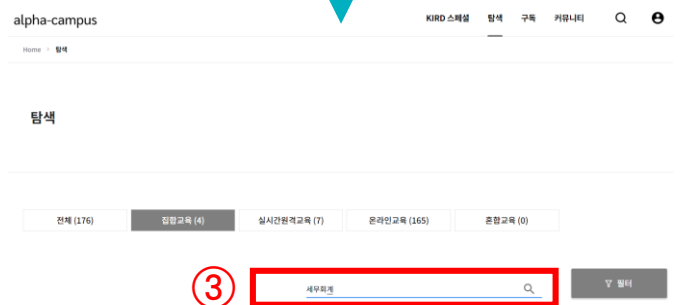 alpha-campus KIRD 스페셜 탐색 구독 커뮤니티
Home > 탐색
탐색
전체 (176) 집합교육 (4) 실시간원격교육 (7) 온라인교육 (165) 혼합교육 (0)
③ 세무회계 필터